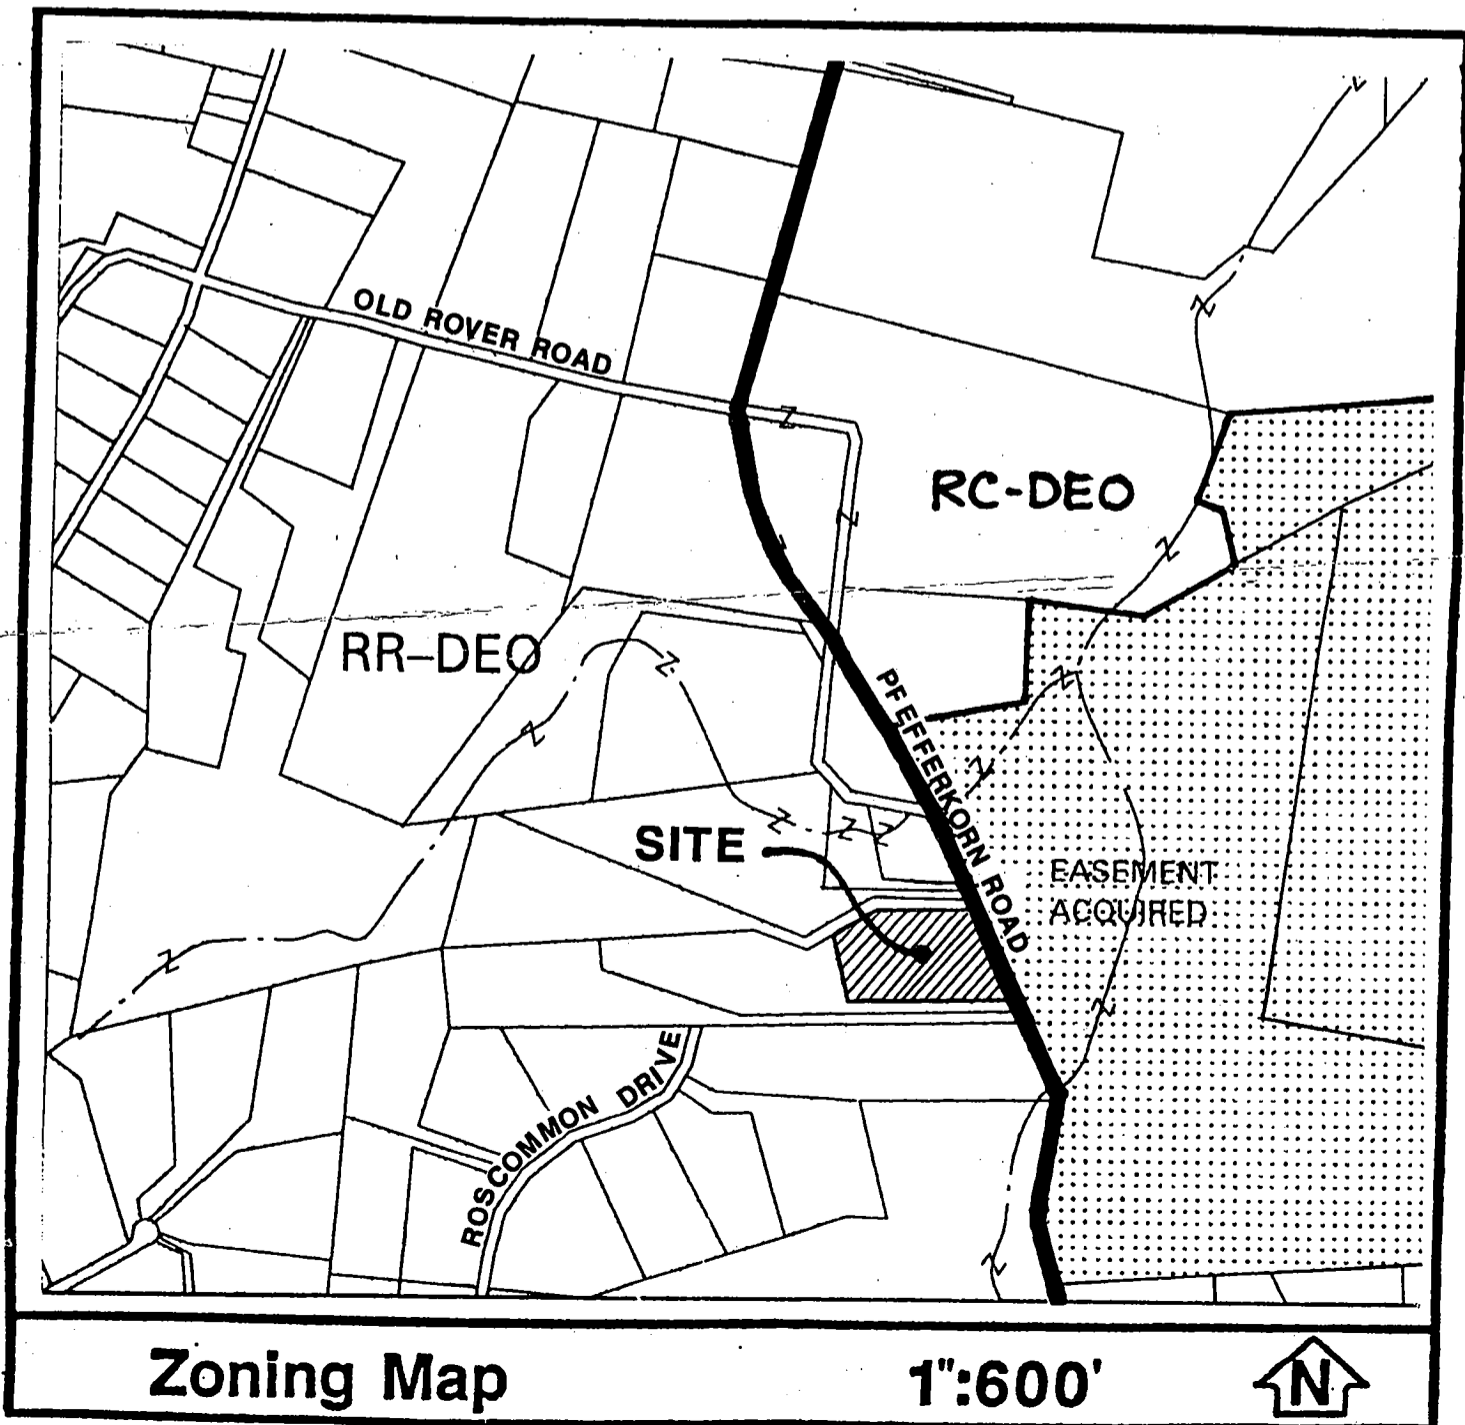 OLD ROVER ROAD
RC-DEO
RR-DEO
PFEFFERKORN ROAD
SITE
EASEMENT
ACQUIRED
ROSCOMMON DRIVE
Zoning Map
1":600'
N